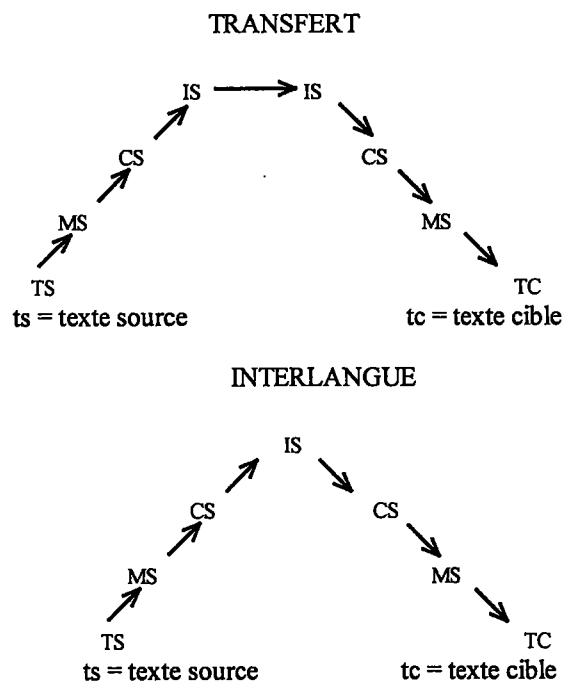 TRANSFERT
IS IS
CS CS
MS MS
TS TC
ts = texte source tc = texte cible
INTERLANGUE
IS
CS CS
MS MS
TS TC
ts = texte source tc = texte cible